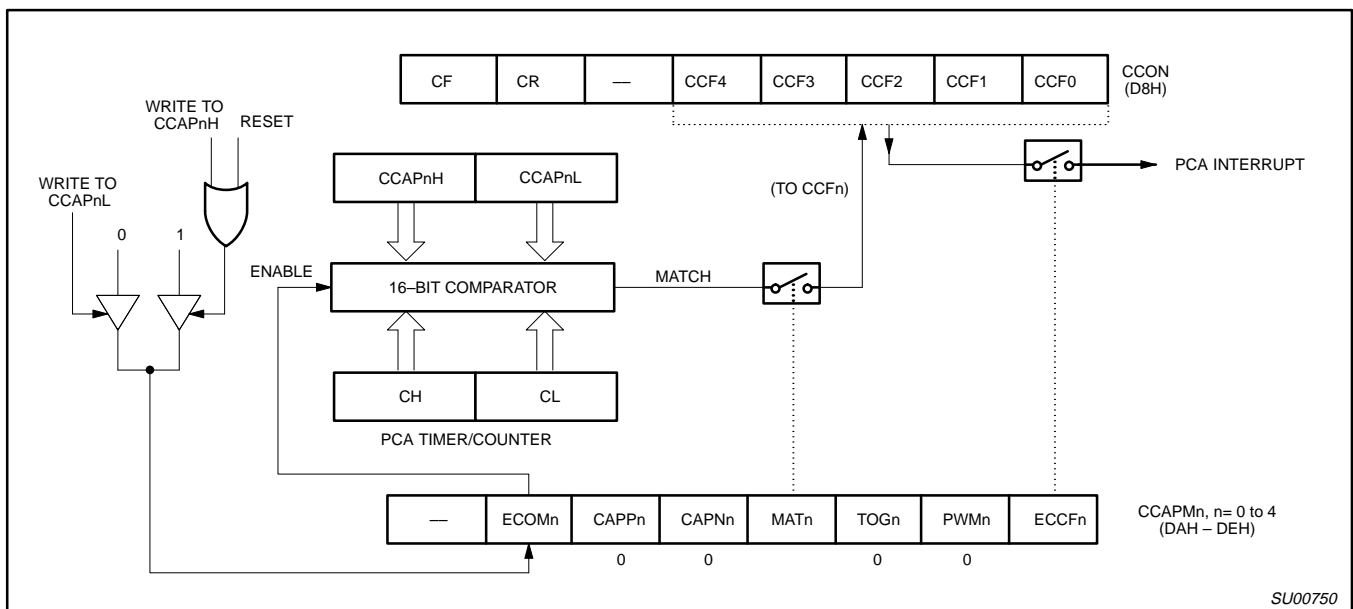 CF CR — CCF4 CCF3 CCF2 CCF1 CCF0
CCON
(D8H)
WRITE TO
CCAPnH
RESET
PCA INTERRUPT
(TO CCFn)
CCAPnH CCAPnL
WRITE TO
CCAPnL
0 1
ENABLE
16–BIT COMPARATOR
MATCH
CH CL
PCA TIMER/COUNTER
— ECOMn CAPPn CAPNn MATn TOGn PWMn ECCFn
CCAPMn, n= 0 to 4
(DAH – DEH)
0 0 0 0
SU00750